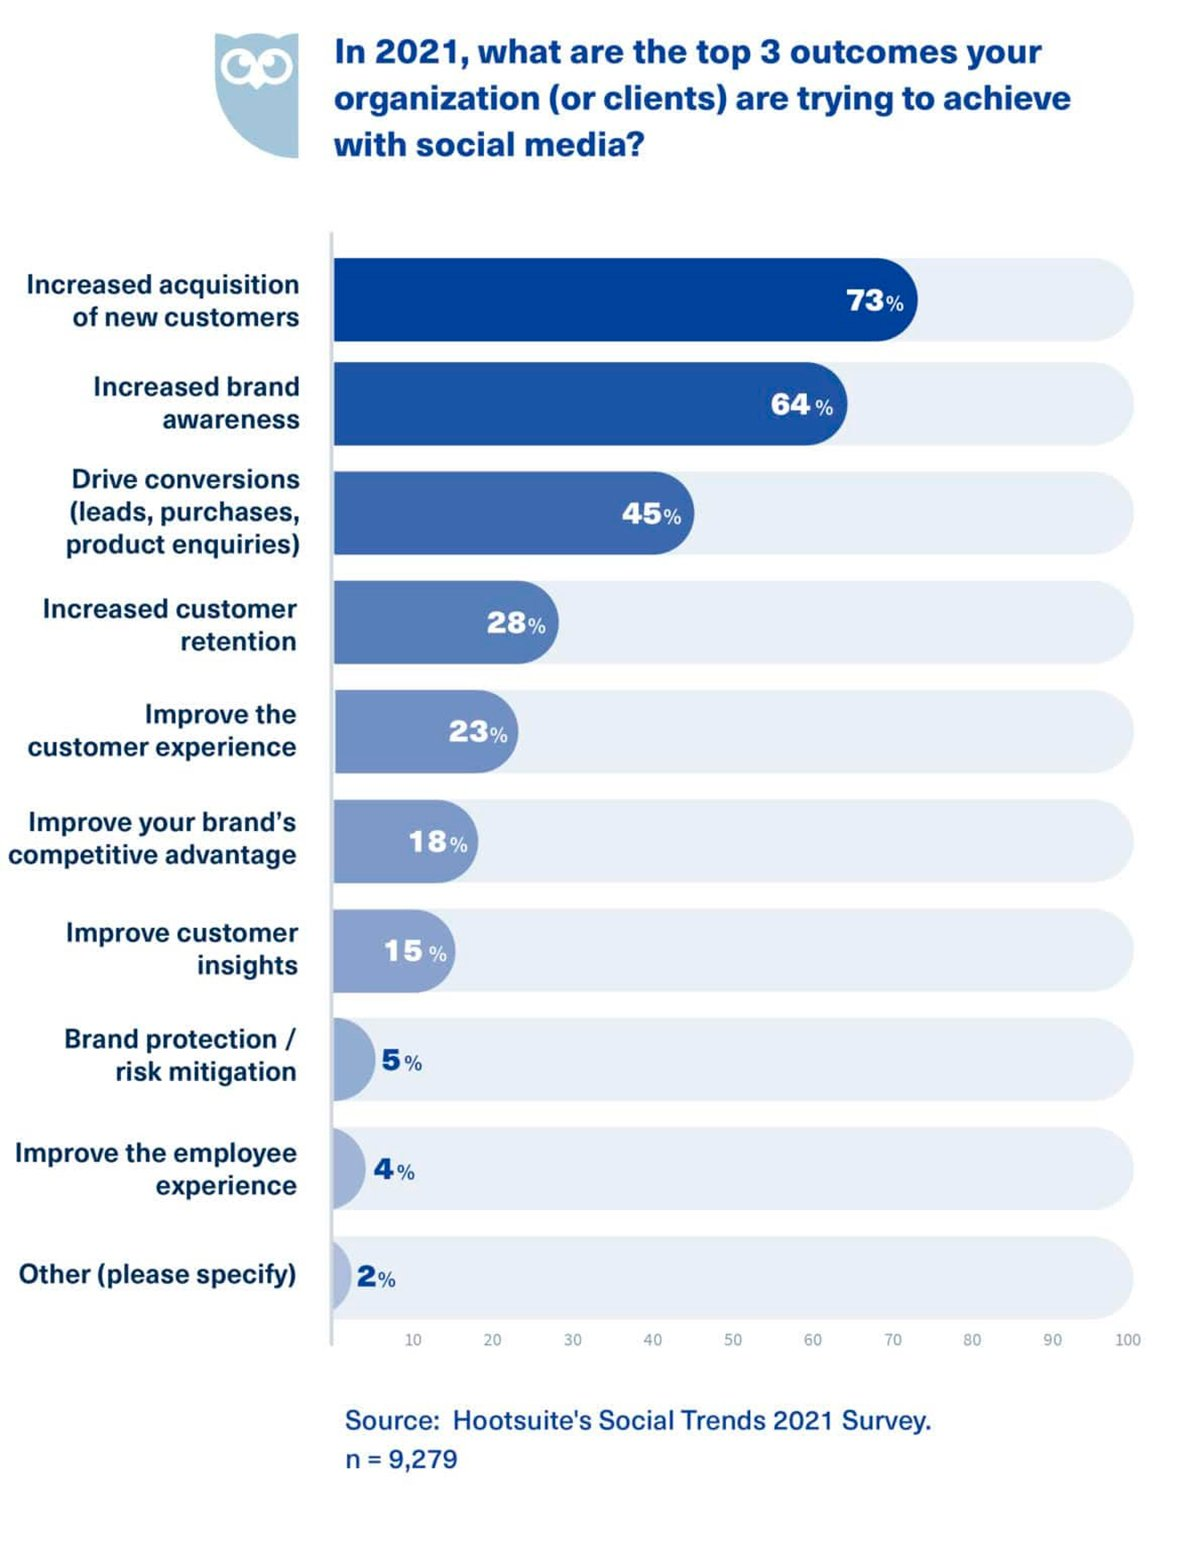 In 2021, what are the top 3 outcomes your
organization (or clients) are trying to achieve
with social media?
Increased acquisition
of new customers
73%
Increased brand
awareness
64%
Drive conversions
(leads, purchases,
product enquiries)
45%
Increased customer
retention
28%
Improve the
customer experience
23%
Improve your brand's
competitive advantage
18%
Improve customer
insights
15%
Brand protection /
risk mitigation
5%
Improve the employee
experience
4%
Other (please specify)
2%
10 20 30 40 50 60 70 80 90 100
Source: Hootsuite's Social Trends 2021 Survey.
n = 9,279